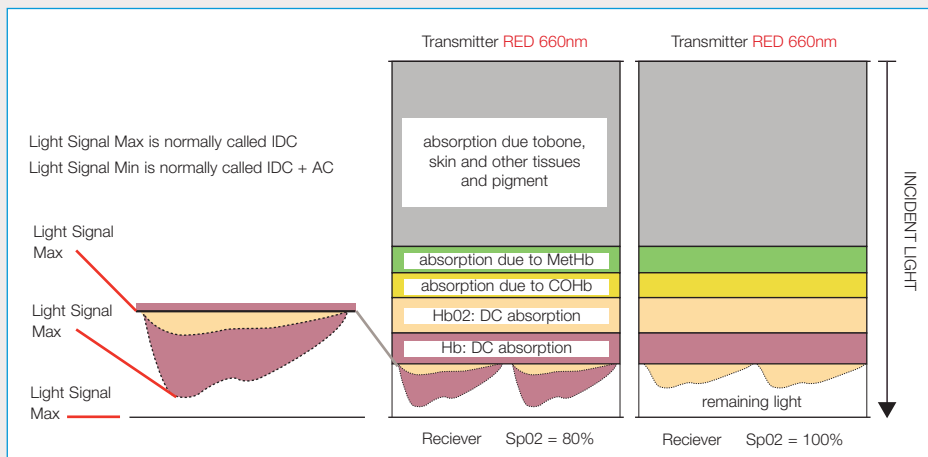 Transmitter RED 660nm
Transmitter RED 660nm
Light Signal Max is normally called IDC
Light Signal Min is normally called IDC + AC
absorption due tobone,
skin and other tissues
and pigment
INCIDENT LIGHT
Light Signal
Max
absorption due to MetHb
absorption due to COHb
Light Signal
Max
Hb02: DC absorption
Hb: DC absorption
Light Signal
Max
remaining light
Reciever Sp02 = 80%
Reciever Sp02 = 100%